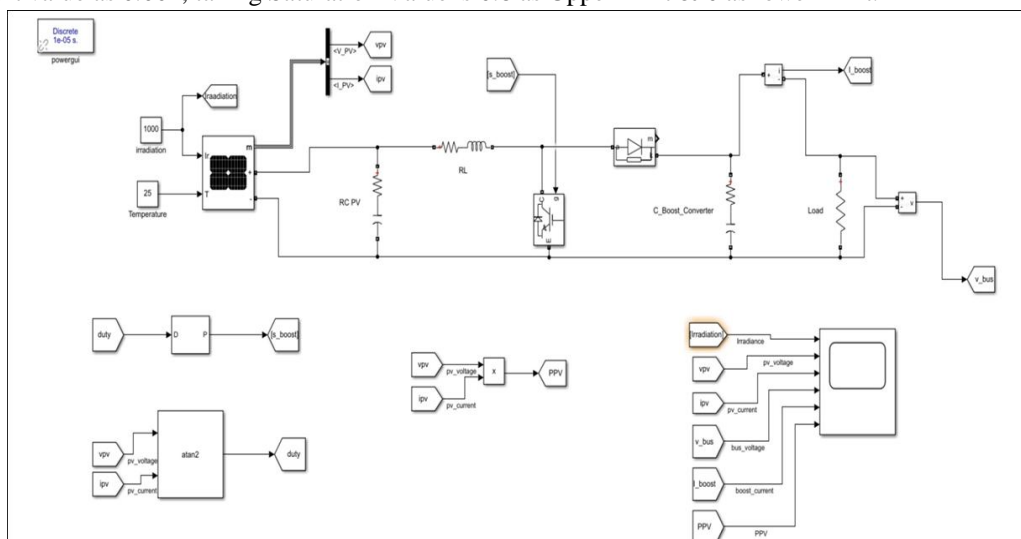 Discrete
1e-05 s.
powergui
<V_PV>
vpv
<I_PV>
ipv
[s_boost]
I_boost
Iraadiation
1000
irradiation
Ir
m
+
T
-
25
Temperature
RC PV
RL
C
g
E
m
C_Boost_Converter
+
i
-
Load
+
-
v
v_bus
duty
D
P
[s_boost]
vpv
pv_voltage
ipv
pv_current
x
PPV
vpv
pv_voltage
ipv
pv_current
atan2
duty
[Irradiation]
Irradiance
vpv
pv_voltage
ipv
pv_current
v_bus
bus_voltage
I_boost
boost_current
PPV
PPV